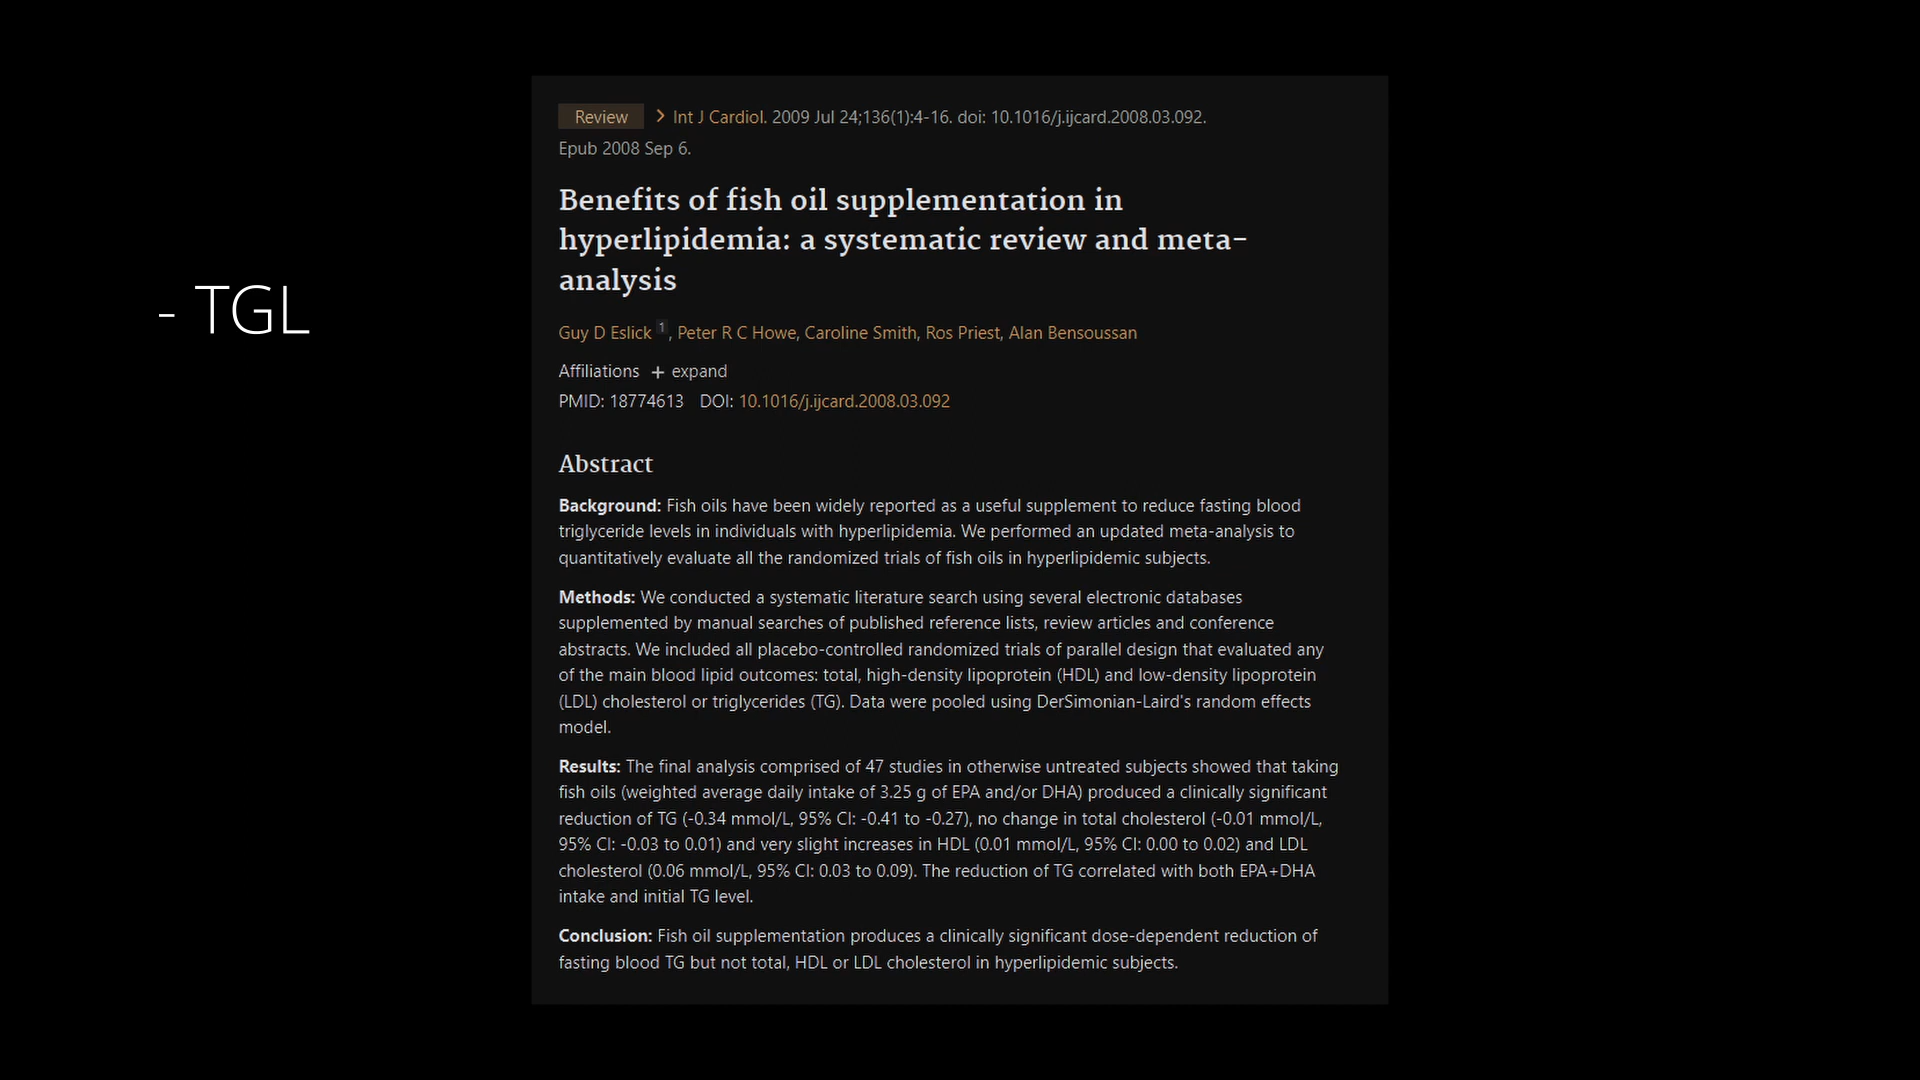 - TGL
Review > Int J Cardiol. 2009 Jul 24;136(1):4-16. doi: 10.1016/j.ijcard.2008.03.092.
Epub 2008 Sep 6.
Benefits of fish oil supplementation in
hyperlipidemia: a systematic review and meta-
analysis
Guy D Eslick 1, Peter R C Howe, Caroline Smith, Ros Priest, Alan Bensoussan
Affiliations + expand
PMID: 18774613 DOI: 10.1016/j.ijcard.2008.03.092
Abstract
Background: Fish oils have been widely reported as a useful supplement to reduce fasting blood
triglyceride levels in individuals with hyperlipidemia. We performed an updated meta-analysis to
quantitatively evaluate all the randomized trials of fish oils in hyperlipidemic subjects.
Methods: We conducted a systematic literature search using several electronic databases
supplemented by manual searches of published reference lists, review articles and conference
abstracts. We included all placebo-controlled randomized trials of parallel design that evaluated any
of the main blood lipid outcomes: total, high-density lipoprotein (HDL) and low-density lipoprotein
(LDL) cholesterol or triglycerides (TG). Data were pooled using DerSimonian-Laird's random effects
model.
Results: The final analysis comprised of 47 studies in otherwise untreated subjects showed that taking
fish oils (weighted average daily intake of 3.25 g of EPA and/or DHA) produced a clinically significant
reduction of TG (-0.34 mmol/L, 95% CI: -0.41 to -0.27), no change in total cholesterol (-0.01 mmol/L,
95% CI: -0.03 to 0.01) and very slight increases in HDL (0.01 mmol/L, 95% CI: 0.00 to 0.02) and LDL
cholesterol (0.06 mmol/L, 95% CI: 0.03 to 0.09). The reduction of TG correlated with both EPA+DHA
intake and initial TG level.
Conclusion: Fish oil supplementation produces a clinically significant dose-dependent reduction of
fasting blood TG but not total, HDL or LDL cholesterol in hyperlipidemic subjects.